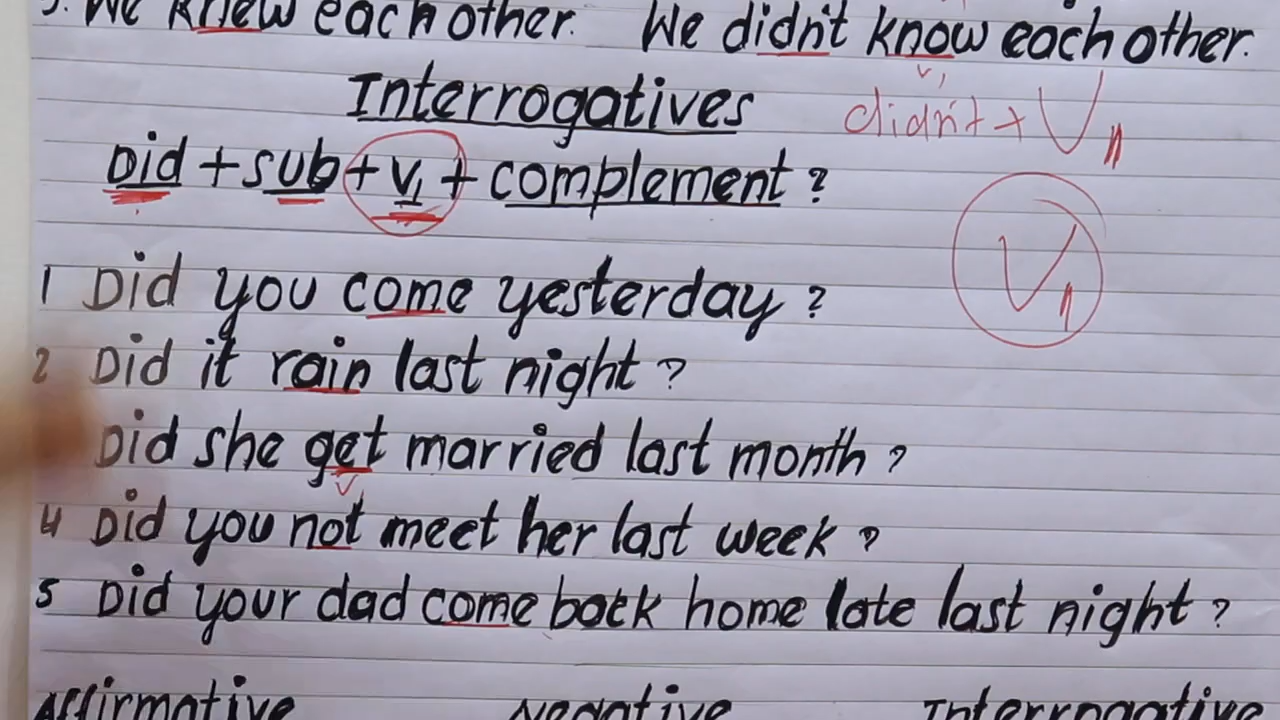 We knew each other. We didn't know each other.
Interrogatives
didn't + V1
Did + sub + v1 + complement ?
V1
1 Did you come yesterday ?
2 Did it rain last night ?
Did she get married last month ?
4 Did you not meet her last week ?
5 Did your dad come back home late last night ?
Affirmative Negative Interrogative